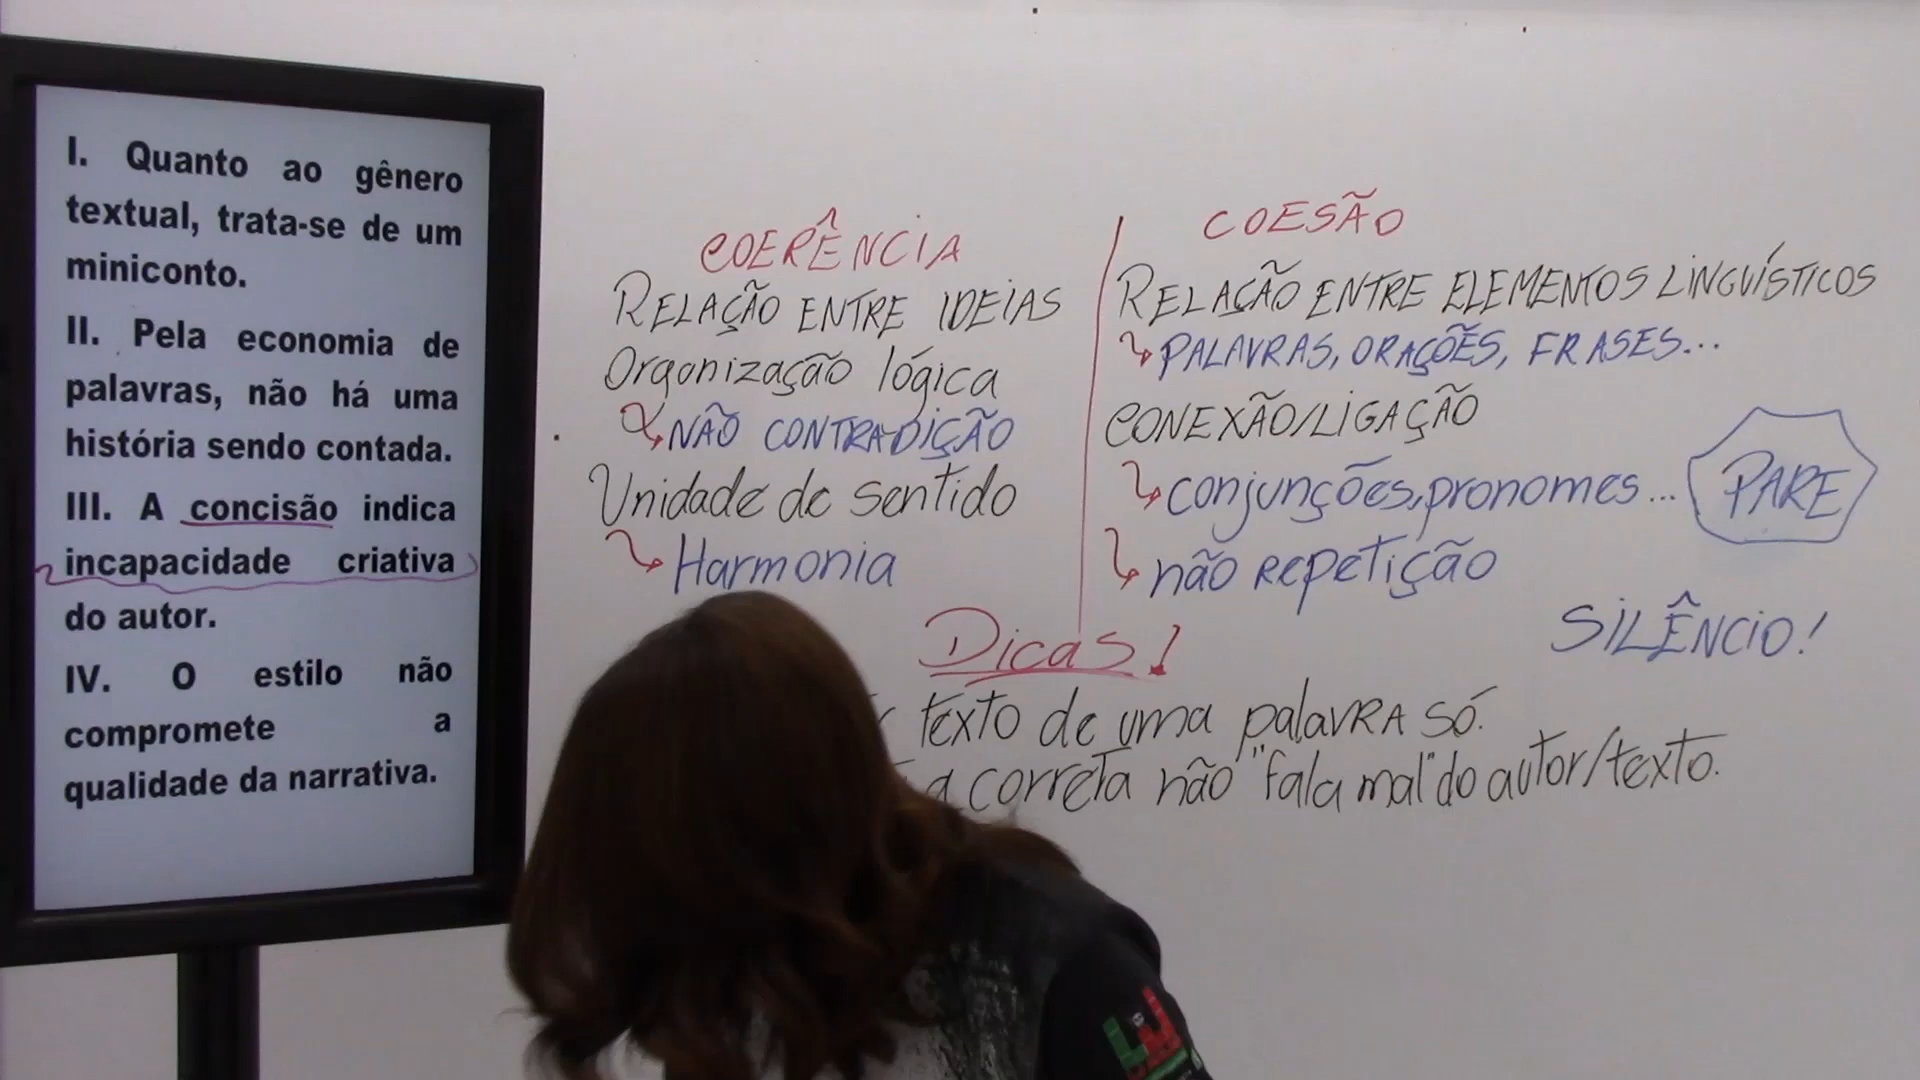 I. Quanto ao gênero
textual, trata-se de um
miniconto.
II. Pela economia de
palavras, não há uma
história sendo contada.
III. A concisão indica
incapacidade criativa
do autor.
IV. O estilo não
compromete a
qualidade da narrativa.
COERÊNCIA
RELAÇÃO ENTRE IDEIAS
Organização lógica
NÃO CONTRADIÇÃO
Unidade de sentido
Harmonia
COESÃO
RELAÇÃO ENTRE ELEMENTOS LINGUÍSTICOS
PALAVRAS, ORAÇÕES, FRASES...
CONEXÃO/LIGAÇÃO
conjunções, pronomes...
não REPETIÇÃO
PARE
SILÊNCIO!
Dicas!
texto de uma palavRA só.
a correta não "fala mal" do autor/texto.